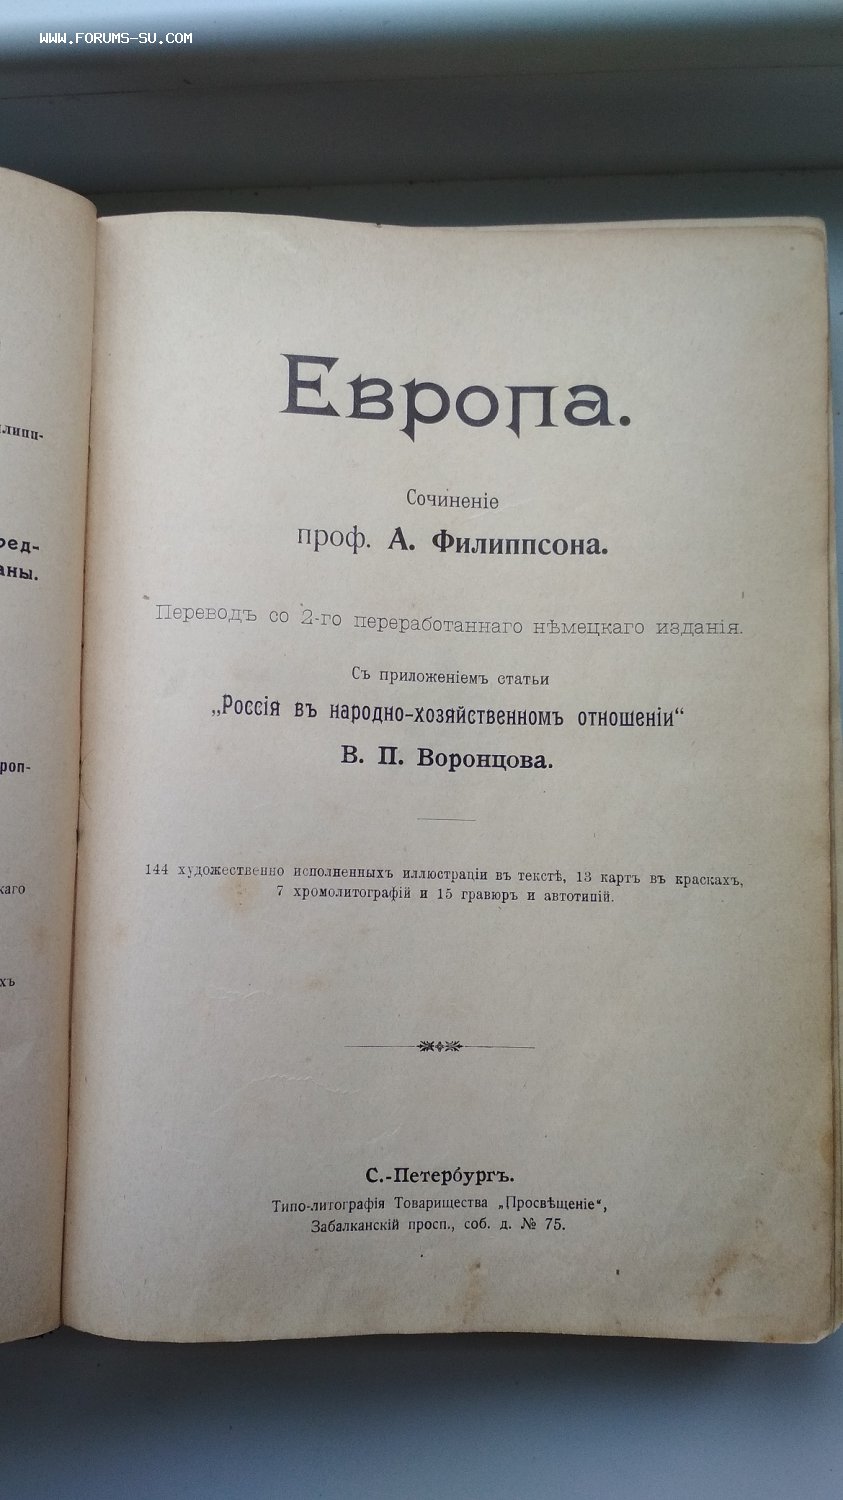 WWW.FORUMS-SU.COM
Европа.
Сочиненіе
проф. А. Филиппсона.
Переводъ со 2-го переработаннаго нѣмецкаго изданія.
Съ приложеніемъ статьи
„Россія въ народно-хозяйственномъ отношеніи“
В. П. Воронцова.
144 художественно исполненныхъ иллюстраціи въ текстѣ, 13 картъ въ краскахъ,
7 хромолитографій и 15 гравюръ и автотипій.
С.-Петербургъ.
Типо-литографія Товарищества „Просвѣщеніе“,
Забалканскій просп., соб. д. № 75.